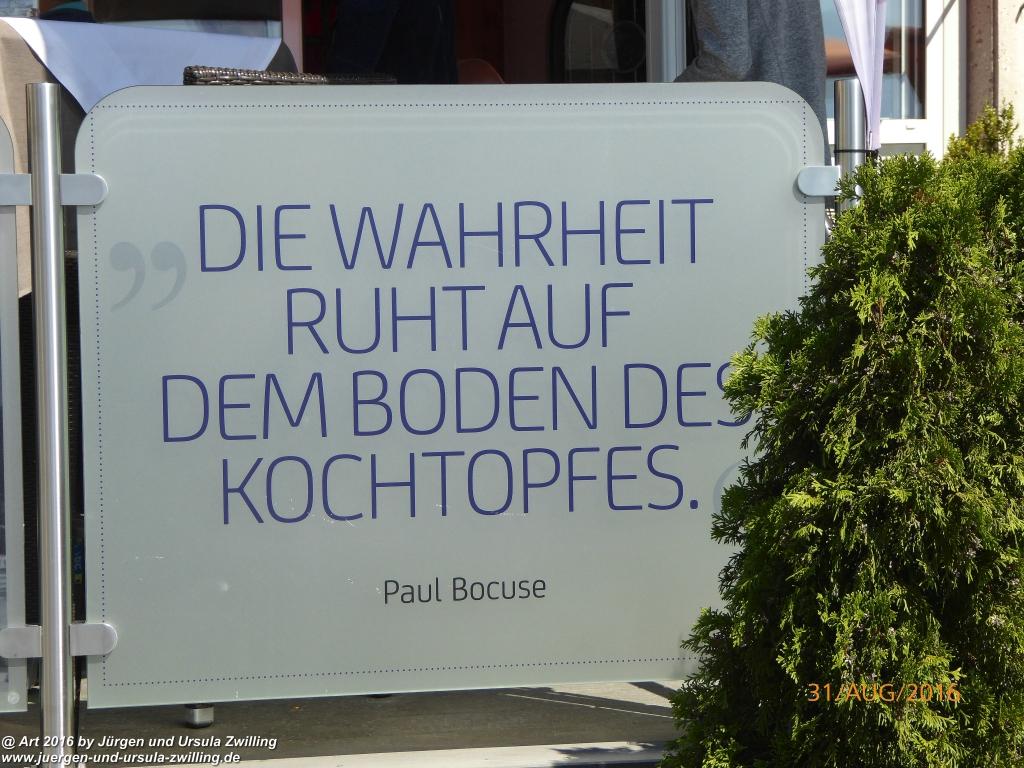 „DIE WAHRHEIT
RUHT AUF
DEM BODEN DES
KOCHTOPFES.
Paul Bocuse
31/AUG/2016
@ Art 2016 by Jürgen und Ursula Zwilling
www.juergen-und-ursula-zwilling.de